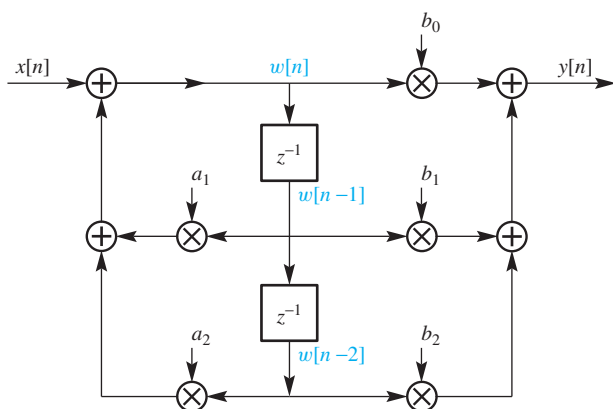 b₀
x[n] w[n] y[n]
z⁻¹
a₁ w[n−1] b₁
z⁻¹
a₂ w[n−2] b₂